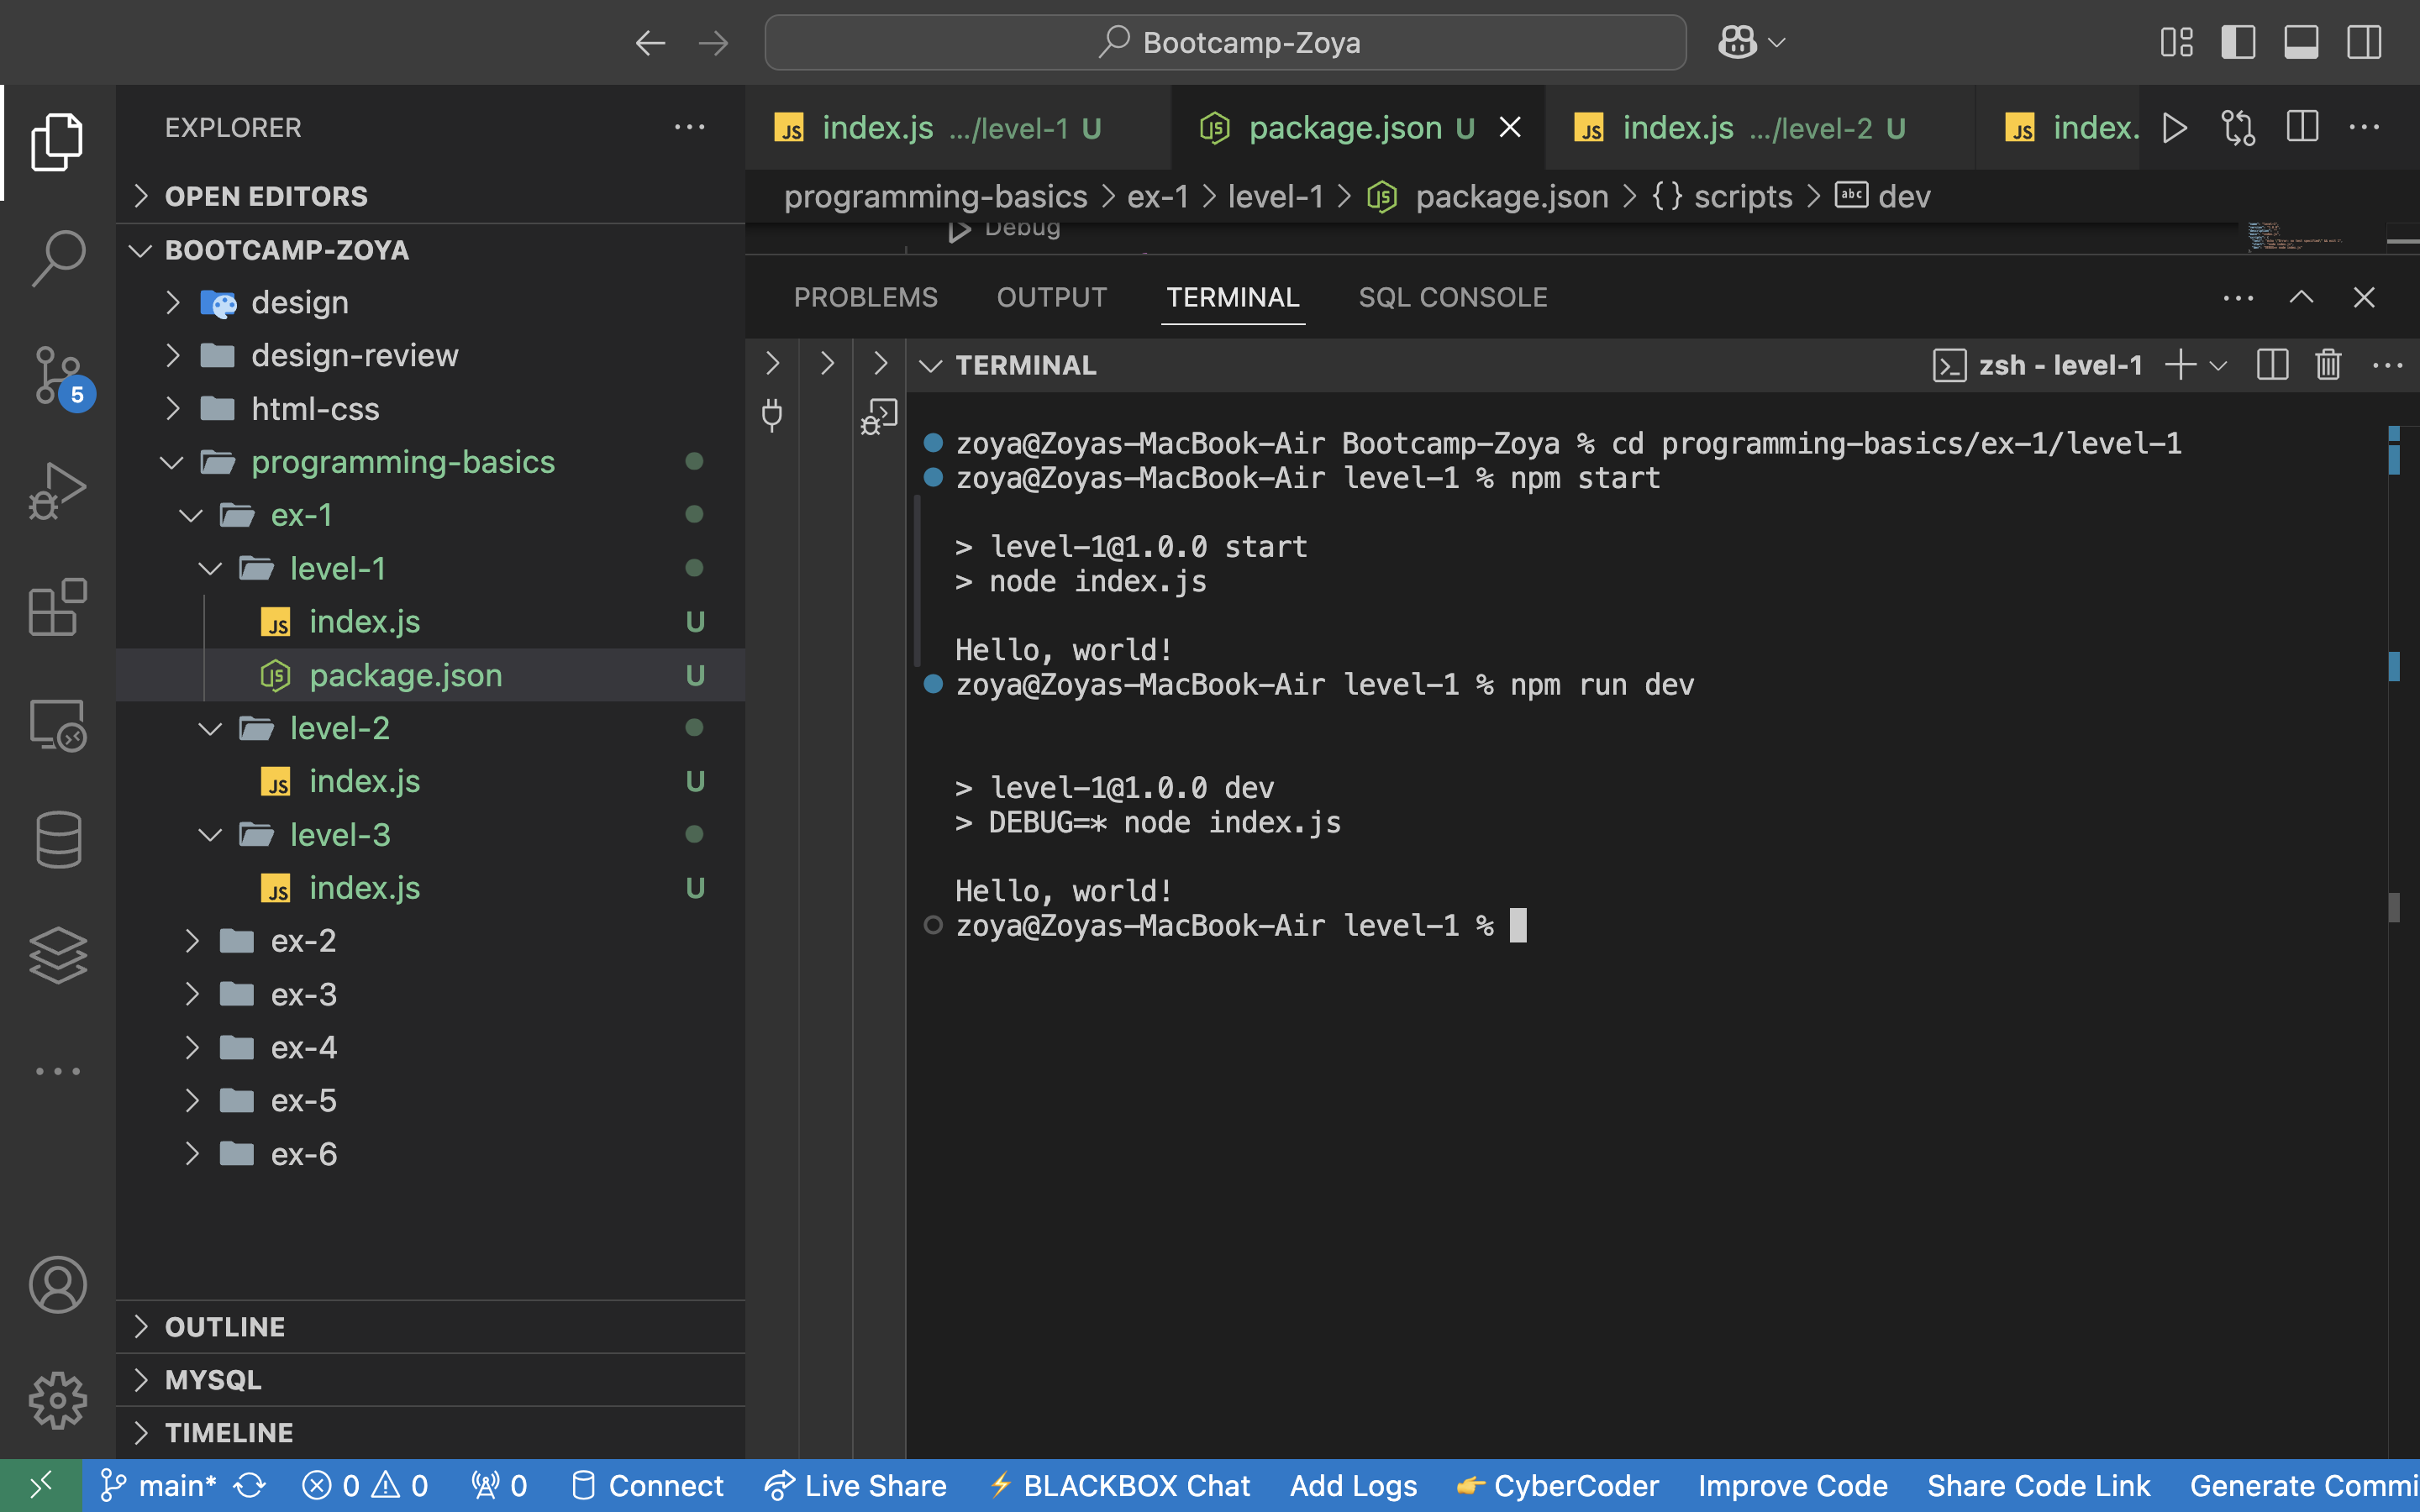 Bootcamp-Zoya
EXPLORER
OPEN EDITORS
BOOTCAMP-ZOYA
design
design-review
html-css
programming-basics
ex-1
level-1
index.js U
package.json U
level-2
index.js U
level-3
index.js U
ex-2
ex-3
ex-4
ex-5
ex-6
OUTLINE
MYSQL
TIMELINE
5
index.js .../level-1 U package.json U index.js .../level-2 U index.
programming-basics > ex-1 > level-1 > package.json > {} scripts > abc dev
Debug
PROBLEMS OUTPUT TERMINAL SQL CONSOLE
TERMINAL zsh - level-1
zoya@Zoyas-MacBook-Air Bootcamp-Zoya % cd programming-basics/ex-1/level-1
zoya@Zoyas-MacBook-Air level-1 % npm start
> level-1@1.0.0 start
> node index.js
Hello, world!
zoya@Zoyas-MacBook-Air level-1 % npm run dev
> level-1@1.0.0 dev
> DEBUG=* node index.js
Hello, world!
zoya@Zoyas-MacBook-Air level-1 %
main* 0 0 0 Connect Live Share BLACKBOX Chat Add Logs CyberCoder Improve Code Share Code Link Generate Commi